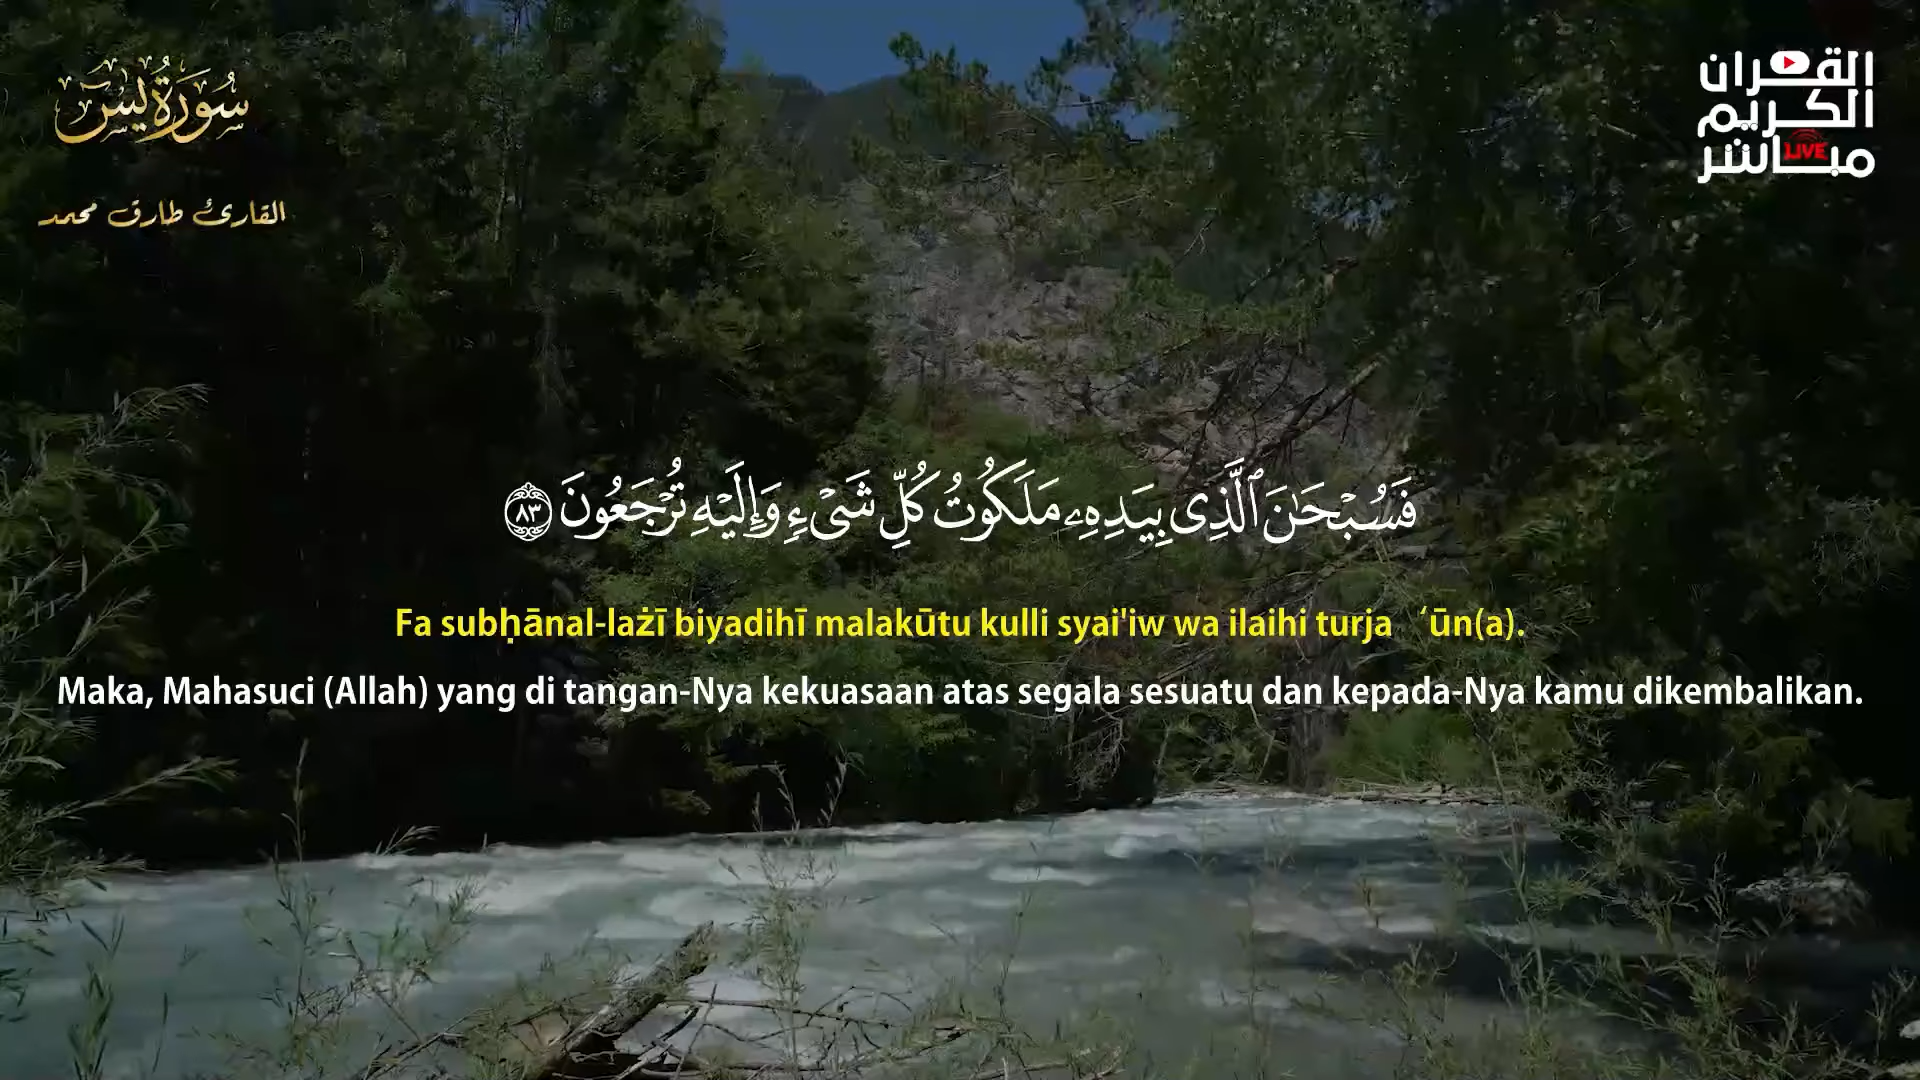 سُورَةُ يسٓ
القارئ طارق محمد
القرآن
الكريم
مباشر
LIVE
فَسُبْحَٰنَ ٱلَّذِى بِيَدِهِۦ مَلَكُوتُ كُلِّ شَىْءٍ وَإِلَيْهِ تُرْجَعُونَ ٨٣
Fa subḥānal-lażī biyadihī malakūtu kulli syai'iw wa ilaihi turja ‘ūn(a).
Maka, Mahasuci (Allah) yang di tangan-Nya kekuasaan atas segala sesuatu dan kepada-Nya kamu dikembalikan.